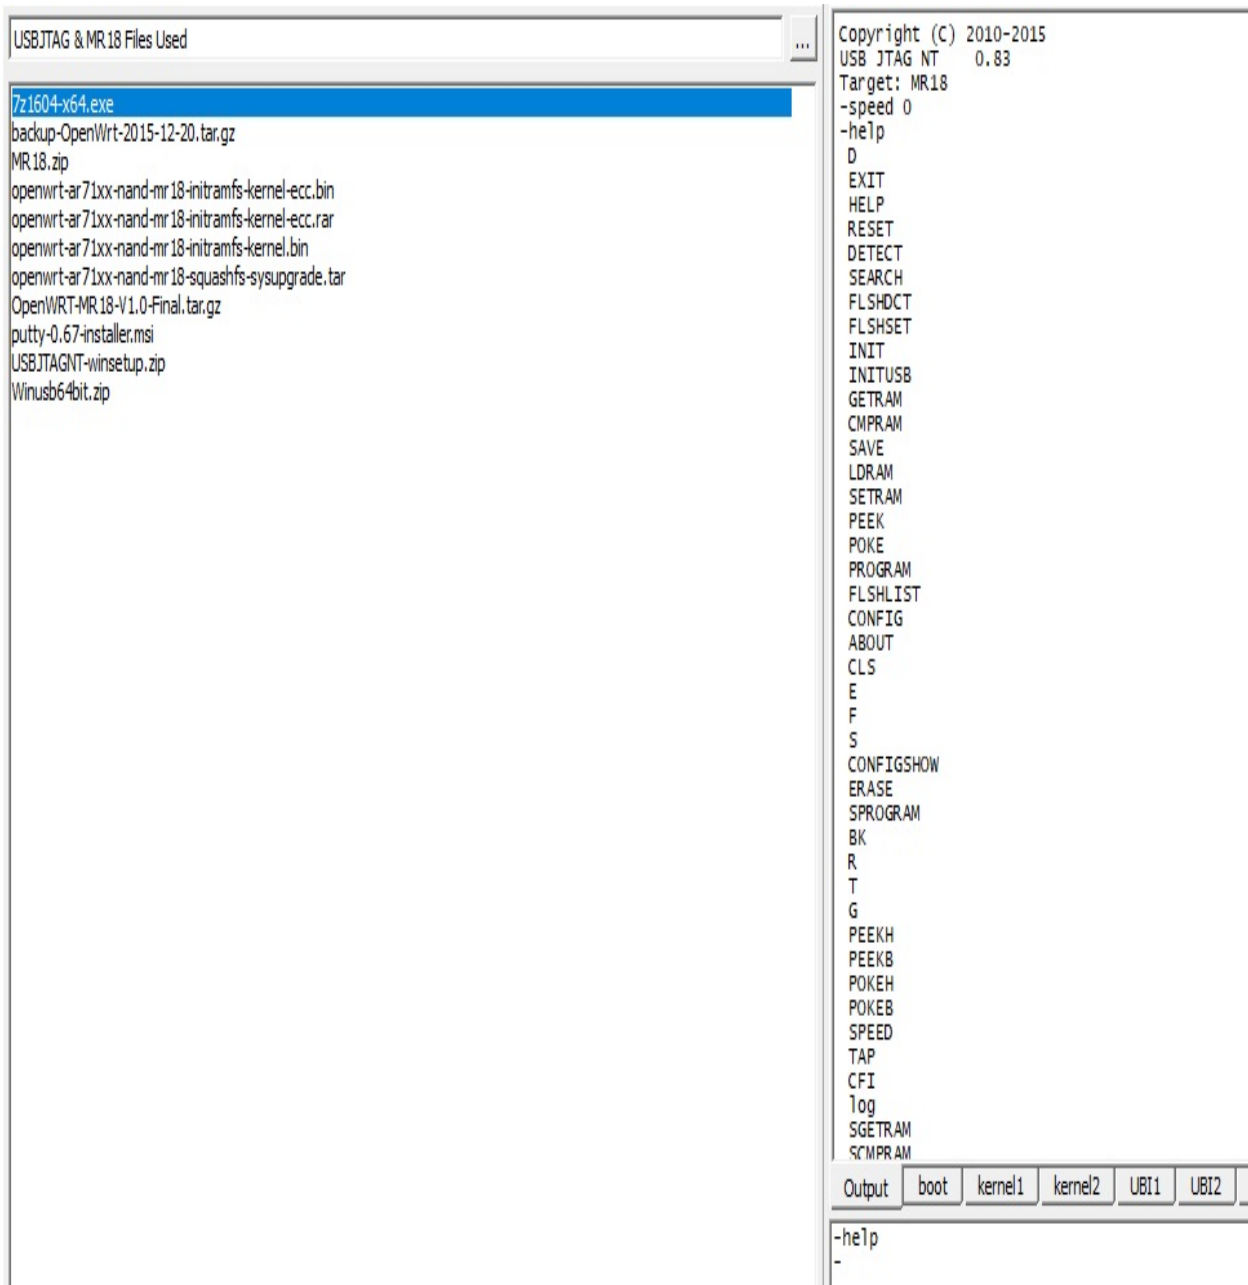 USBJTAG & MR18 Files Used
...
7z1604-x64.exe
backup-OpenWrt-2015-12-20.tar.gz
MR18.zip
openwrt-ar71xx-nand-mr18-initramfs-kernel-ecc.bin
openwrt-ar71xx-nand-mr18-initramfs-kernel-ecc.rar
openwrt-ar71xx-nand-mr18-initramfs-kernel.bin
openwrt-ar71xx-nand-mr18-squashfs-sysupgrade.tar
OpenWRT-MR18-V1.0-Final.tar.gz
putty-0.67-installer.msi
USBJTAGNT-winsetup.zip
Winusb64bit.zip
Copyright (C) 2010-2015
USB JTAG NT 0.83
Target: MR18
-speed 0
-help
D
EXIT
HELP
RESET
DETECT
SEARCH
FLSHDCT
FLSHSET
INIT
INITUSB
GETRAM
CMPRAM
SAVE
LDRAM
SETRAM
PEEK
POKE
PROGRAM
FLSHLIST
CONFIG
ABOUT
CLS
E
F
S
CONFIGSHOW
ERASE
SPROGRAM
BK
R
T
G
PEEKH
PEEKB
POKEH
POKEB
SPEED
TAP
CFI
log
SGETRAM
SCMPRAM
Output boot kernel1 kernel2 UBI1 UBI2
-help
-